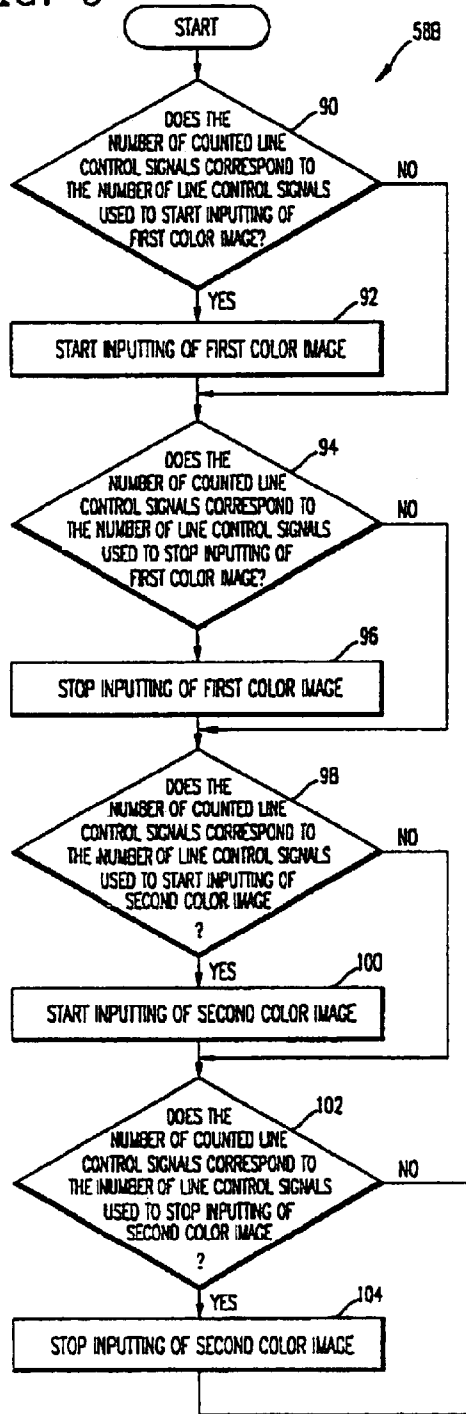 START
58B
90
DOES THE
NUMBER OF COUNTED LINE
CONTROL SIGNALS CORRESPOND TO
THE NUMBER OF LINE CONTROL SIGNALS
USED TO START INPUTTING OF
FIRST COLOR IMAGE?
NO
YES
92
START INPUTTING OF FIRST COLOR IMAGE
94
DOES THE
NUMBER OF COUNTED LINE
CONTROL SIGNALS CORRESPOND TO
THE NUMBER OF LINE CONTROL SIGNALS
USED TO STOP INPUTTING OF
FIRST COLOR IMAGE?
NO
96
STOP INPUTTING OF FIRST COLOR IMAGE
98
DOES THE
NUMBER OF COUNTED LINE
CONTROL SIGNALS CORRESPOND TO
THE NUMBER OF LINE CONTROL SIGNALS
USED TO START INPUTTING OF
SECOND COLOR IMAGE
?
NO
YES
100
START INPUTTING OF SECOND COLOR IMAGE
102
DOES THE
NUMBER OF COUNTED LINE
CONTROL SIGNALS CORRESPOND TO
THE NUMBER OF LINE CONTROL SIGNALS
USED TO STOP INPUTTING OF
SECOND COLOR IMAGE
?
NO
YES
104
STOP INPUTTING OF SECOND COLOR IMAGE